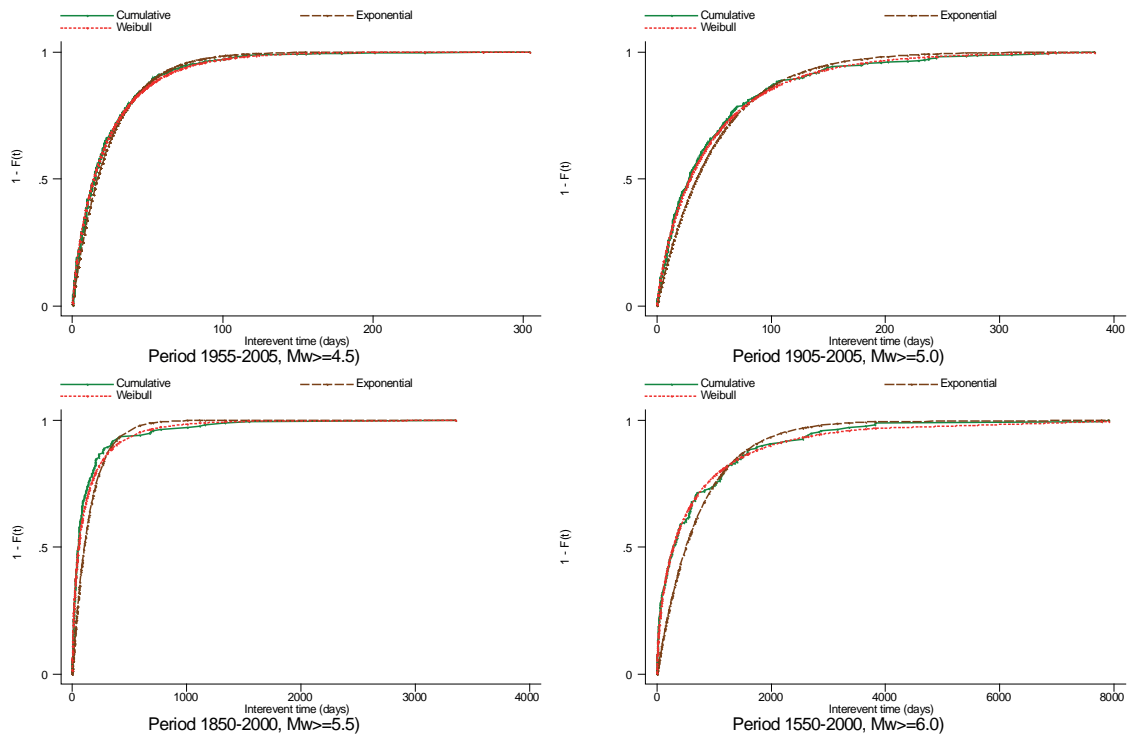 Cumulative Exponential
Weibull
1
.5
0
1 - F(t)
0 100 200 300
Interevent time (days)
Period 1955-2005, Mw>=4.5)
Cumulative Exponential
Weibull
1
.5
0
1 - F(t)
0 100 200 300 400
Interevent time (days)
Period 1905-2005, Mw>=5.0)
Cumulative Exponential
Weibull
1
.5
0
1 - F(t)
0 1000 2000 3000 4000
Interevent time (days)
Period 1850-2000, Mw>=5.5)
Cumulative Exponential
Weibull
1
.5
0
1 - F(t)
0 2000 4000 6000 8000
Interevent time (days)
Period 1550-2000, Mw>=6.0)